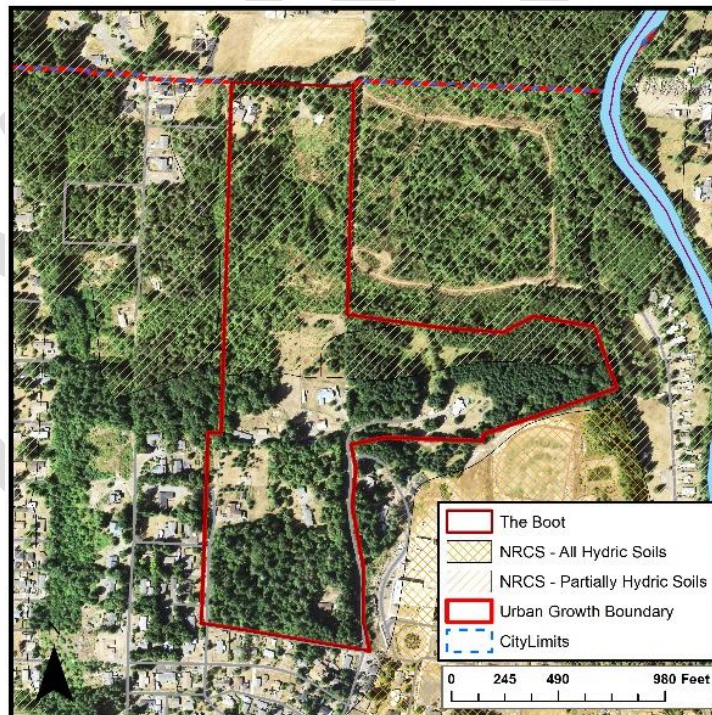 The Boot
NRCS - All Hydric Soils
NRCS - Partially Hydric Soils
Urban Growth Boundary
CityLimits
0 245 490 980 Feet